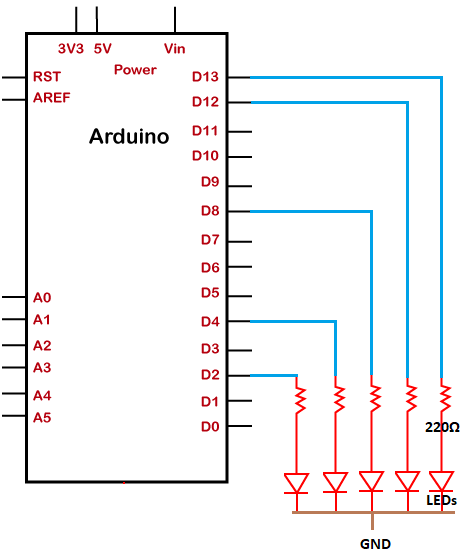 3V3 5V Vin
Power
RST D13
AREF D12
D11
Arduino
D10
D9
D8
D7
D6
D5
A0
A1 D4
A2 D3
A3 D2
A4 D1
A5 D0
220Ω
LEDs
GND